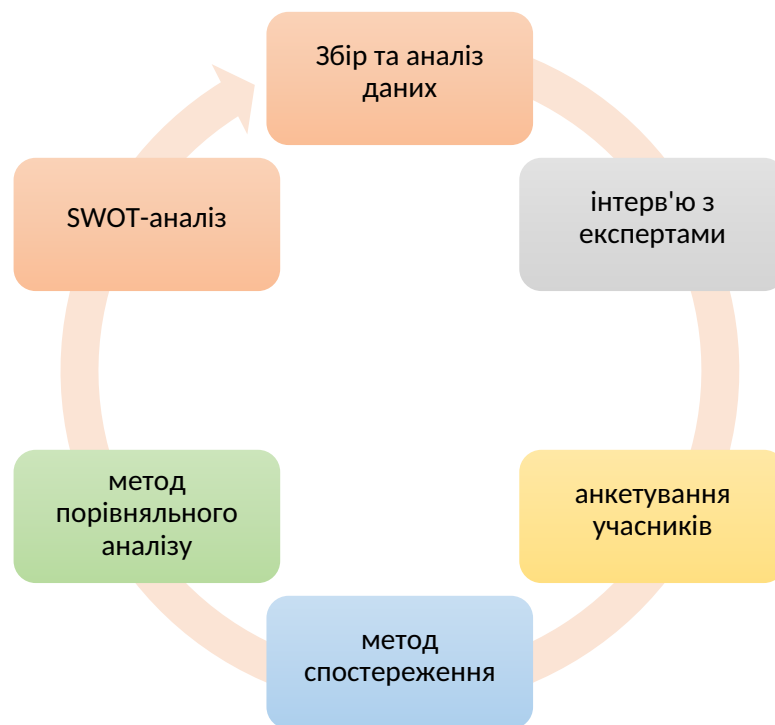 Збір та аналіз
даних
інтерв'ю з
експертами
анкетування
учасників
метод
спостереження
метод
порівняльного
аналізу
SWOT-аналіз